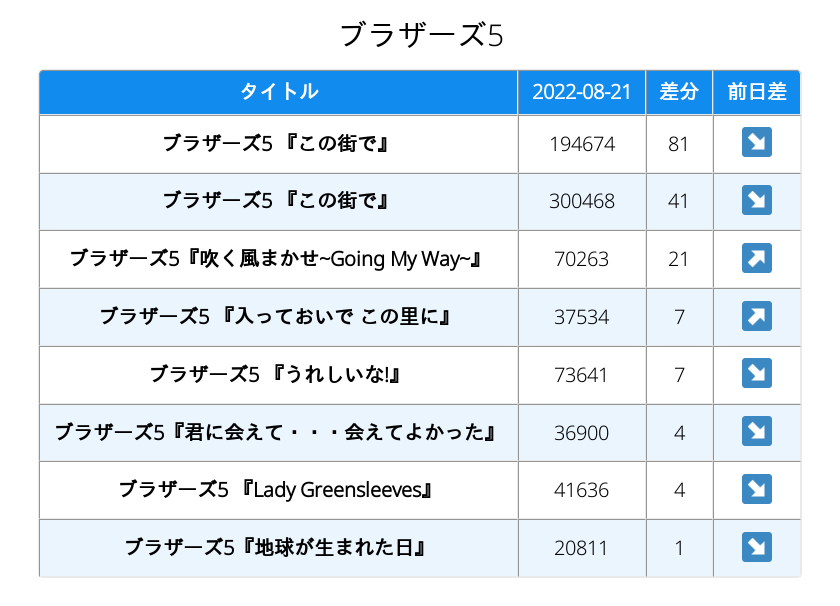 ブラザーズ5
タイトル 2022-08-21 差分 前日差
ブラザーズ5 『この街で』 194674 81 ↘
ブラザーズ5 『この街で』 300468 41 ↘
ブラザーズ5『吹く風まかせ~Going My Way~』 70263 21 ↗
ブラザーズ5 『入っておいで この里に』 37534 7 ↗
ブラザーズ5 『うれしいな!』 73641 7 ↘
ブラザーズ5『君に会えて・・・会えてよかった』 36900 4 ↘
ブラザーズ5 『Lady Greensleeves』 41636 4 ↘
ブラザーズ5『地球が生まれた日』 20811 1 ↘